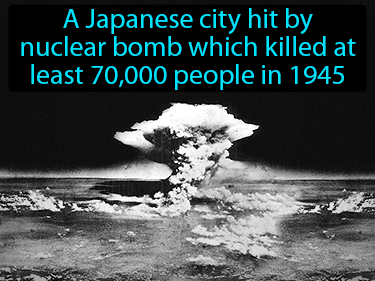 A Japanese city hit by
nuclear bomb which killed at
least 70,000 people in 1945